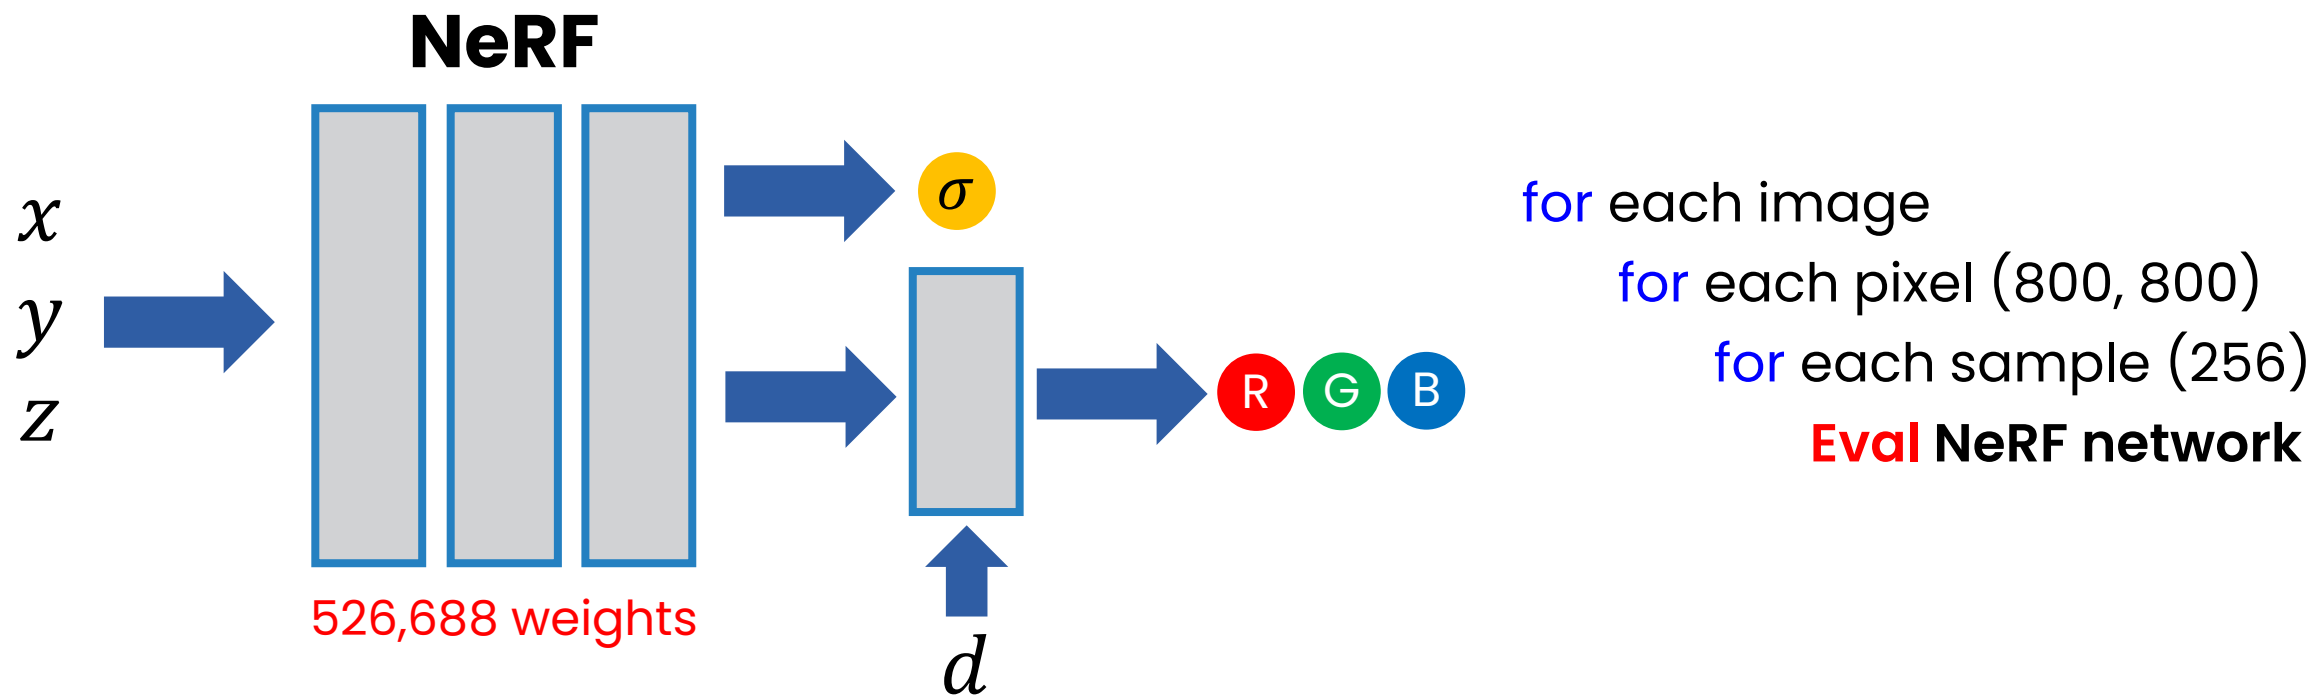 NeRF
x
y
z
526,688 weights
σ
d
R G B
for each image
for each pixel (800, 800)
for each sample (256)
Eval NeRF network